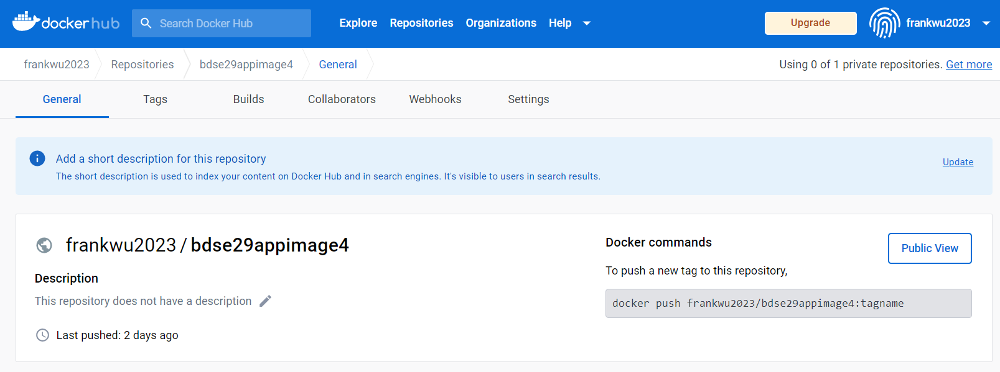 docker hub Search Docker Hub Explore Repositories Organizations Help Upgrade frankwu2023
frankwu2023 Repositories bdse29appimage4 General Using 0 of 1 private repositories. Get more
General Tags Builds Collaborators Webhooks Settings
Add a short description for this repository
The short description is used to index your content on Docker Hub and in search engines. It's visible to users in search results.
Update
frankwu2023 / bdse29appimage4
Description
This repository does not have a description
Last pushed: 2 days ago
Docker commands
Public View
To push a new tag to this repository,
docker push frankwu2023/bdse29appimage4:tagname